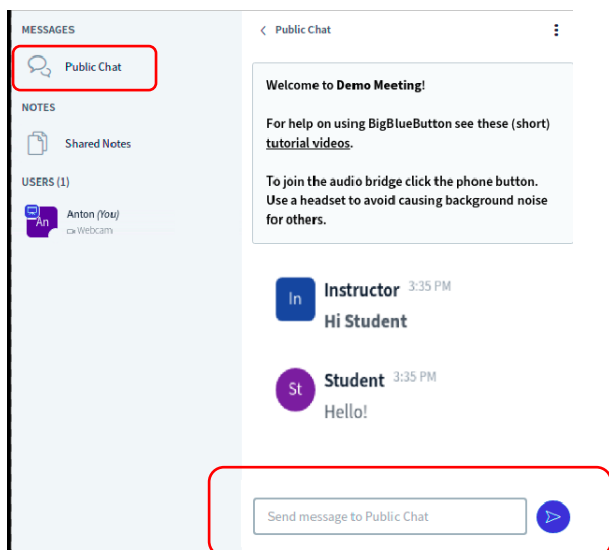 MESSAGES
Public Chat
NOTES
Shared Notes
USERS (1)
An
Anton (You)
Webcam
Public Chat
Welcome to Demo Meeting!
For help on using BigBlueButton see these (short)
tutorial videos.
To join the audio bridge click the phone button.
Use a headset to avoid causing background noise
for others.
In
Instructor 3:35 PM
Hi Student
St
Student 3:35 PM
Hello!
Send message to Public Chat